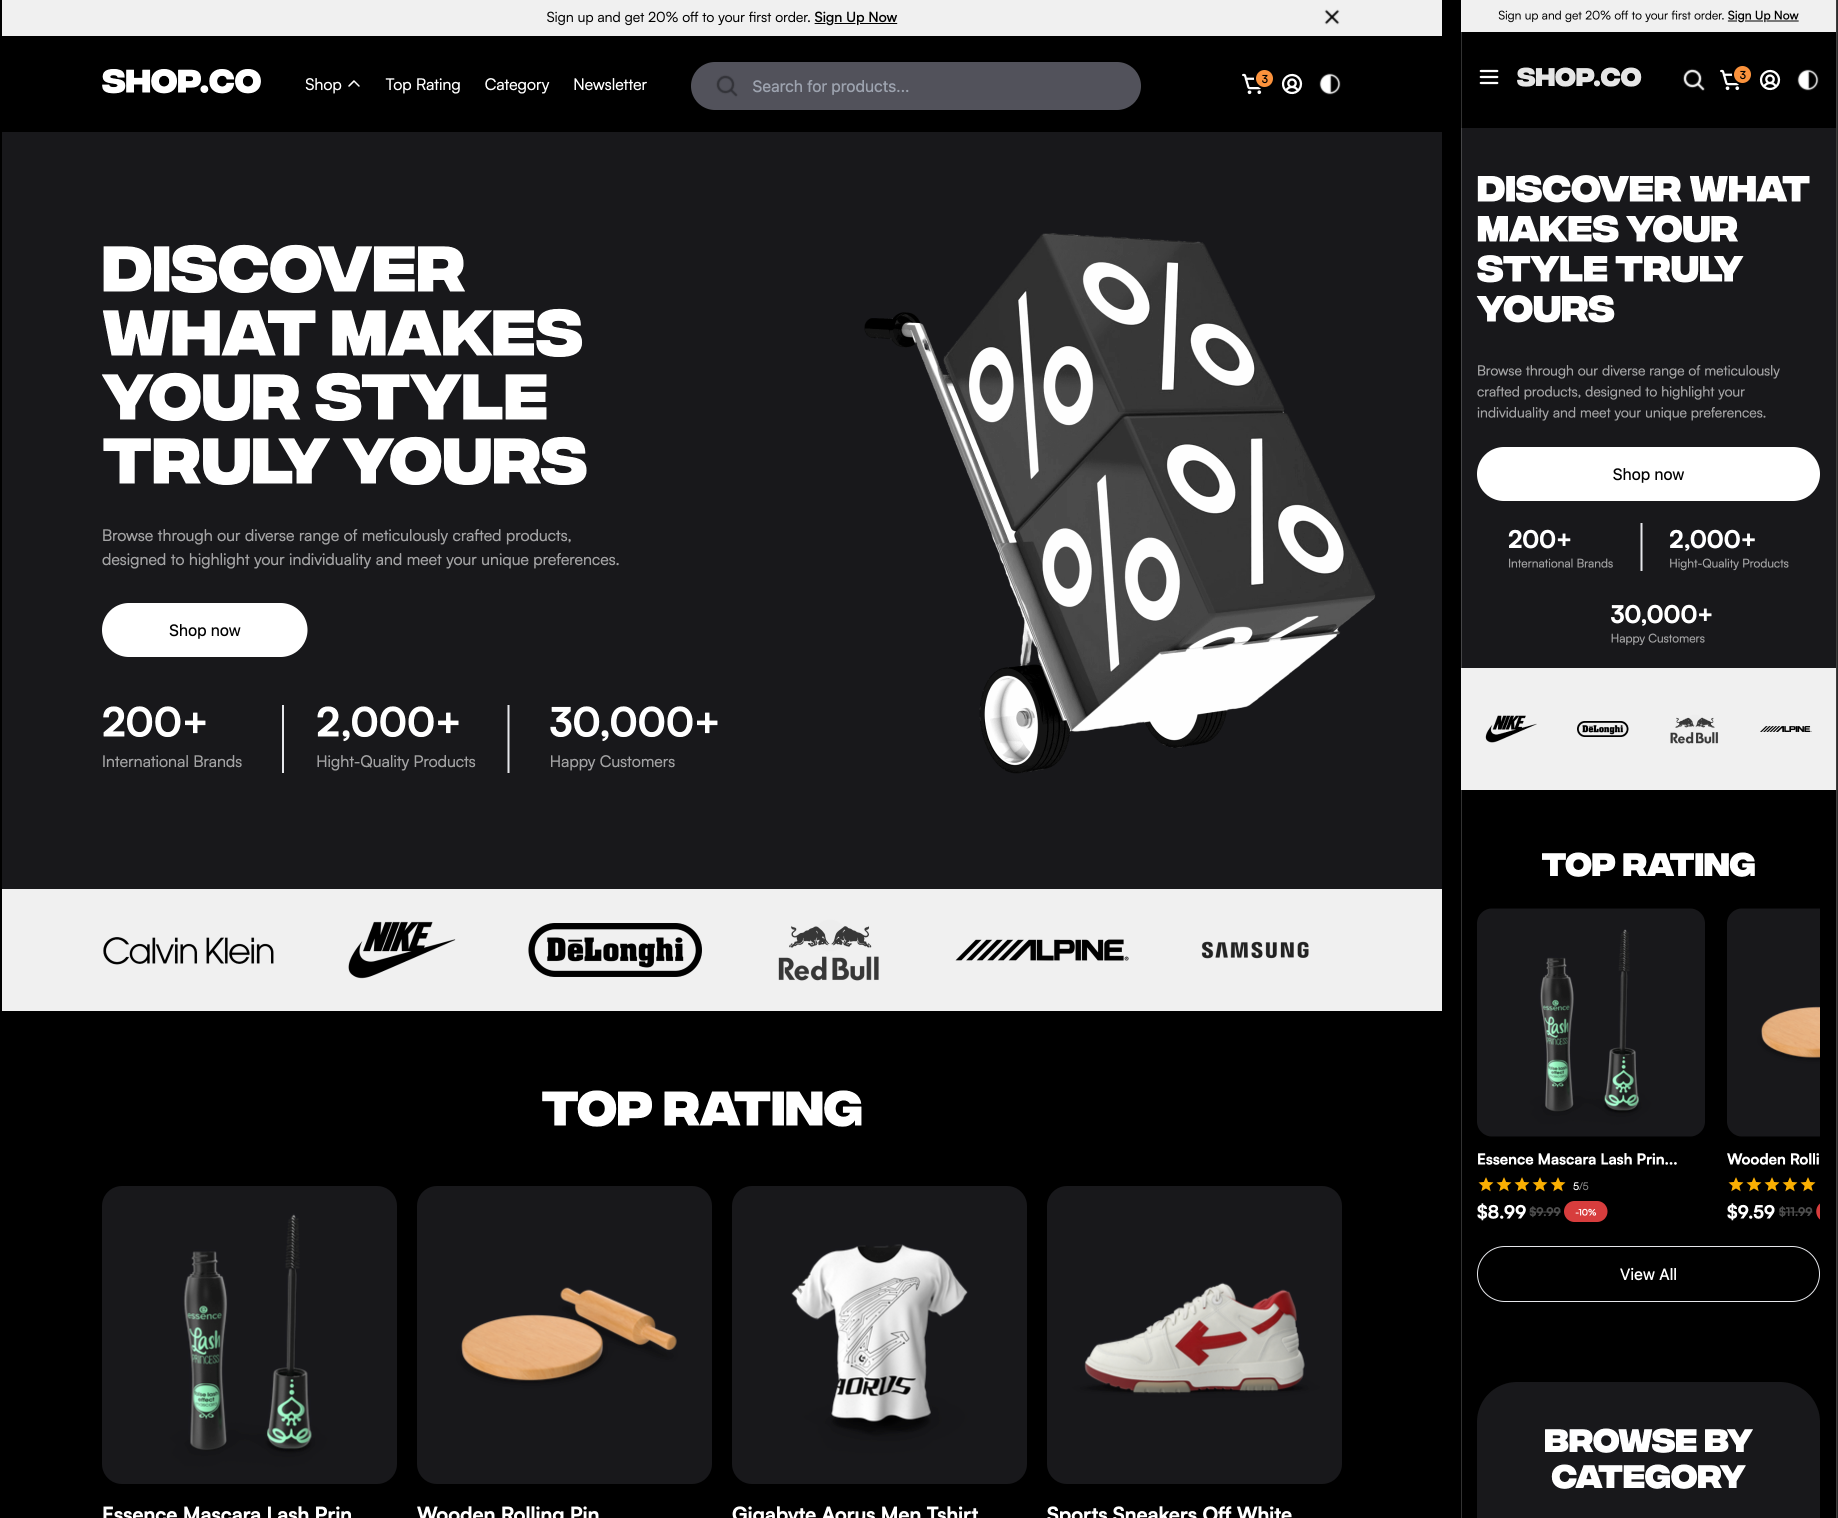 Sign up and get 20% off to your first order. Sign Up Now
SHOP.CO
Shop
Top Rating
Category
Newsletter
Search for products...
3
DISCOVER
WHAT MAKES
YOUR STYLE
TRULY YOURS
Browse through our diverse range of meticulously crafted products,
designed to highlight your individuality and meet your unique preferences.
Shop now
200+
International Brands
2,000+
Hight-Quality Products
30,000+
Happy Customers
% % % %
Calvin Klein
NIKE
DēLonghi
Red Bull
ALPINE
SAMSUNG
TOP RATING
essence
Lash
PRINCESS
AORUS
Essence Mascara Lash Prin...
Wooden Rolling Pin
Gigabyte Aorus Men Tshirt
Sports Sneakers Off White
Sign up and get 20% off to your first order. Sign Up Now
SHOP.CO
3
DISCOVER WHAT
MAKES YOUR
STYLE TRULY
YOURS
Browse through our diverse range of meticulously
crafted products, designed to highlight your
individuality and meet your unique preferences.
Shop now
200+
International Brands
2,000+
Hight-Quality Products
30,000+
Happy Customers
NIKE
DēLonghi
Red Bull
ALPINE
TOP RATING
essence
Lash
PRINCESS
Essence Mascara Lash Prin...
5/5
$8.99 $9.99 -10%
Wooden Rolli
$9.59 $11.99
View All
BROWSE BY
CATEGORY